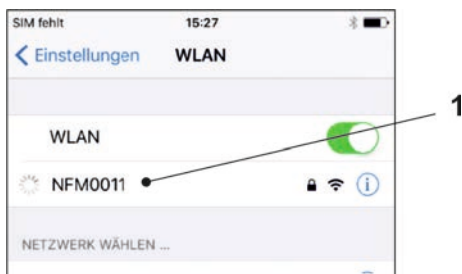 SIM fehlt 15:27
Einstellungen WLAN
WLAN
1
NFM0011
NETZWERK WÄHLEN ...